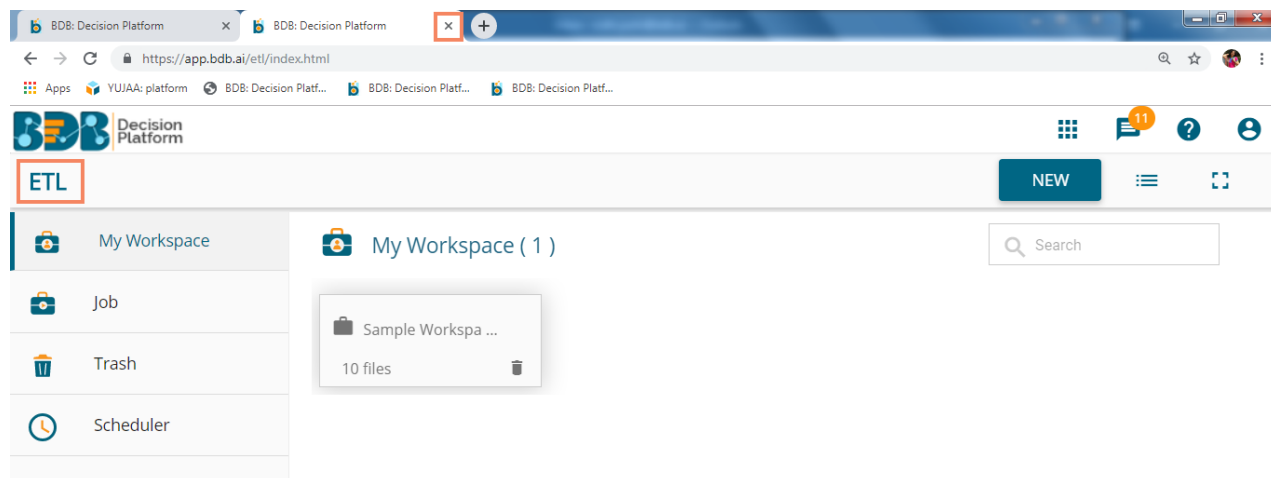 BDB: Decision Platform
BDB: Decision Platform
https://app.bdb.ai/etl/index.html
Apps YUJAA: platform BDB: Decision Platf... BDB: Decision Platf... BDB: Decision Platf...
BDB Decision
Platform
11
ETL
NEW
My Workspace
My Workspace ( 1 )
Search
Job
Sample Workspa ...
Trash
10 files
Scheduler